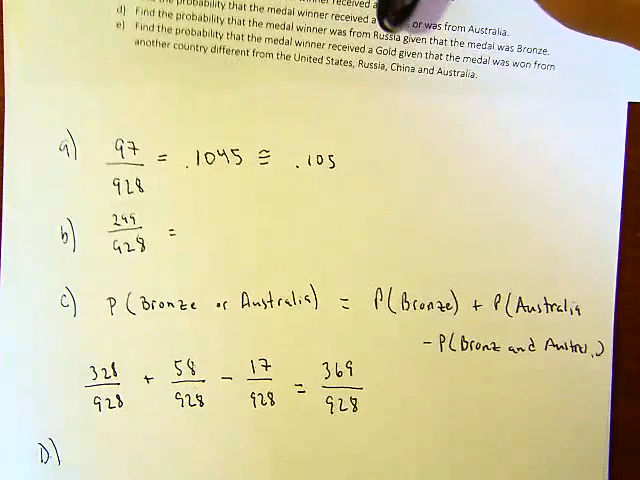 probability that the medal winner received a
d) Find the probability that the medal winner received a or was from Australia.
e) Find the probability that the medal winner was from Russia given that the medal was Bronze.
Find the probability that the medal winner received a Gold given that the medal was won from
another country different from the United States, Russia, China and Australia.
a) 97/928 = .1045 ≅ .105
b) 299/928 =
c) P(Bronze or Australia) = P(Bronze) + P(Australia
- P(Bronz and Austral.)
328/928 + 58/928 - 17/928 = 369/928
D)